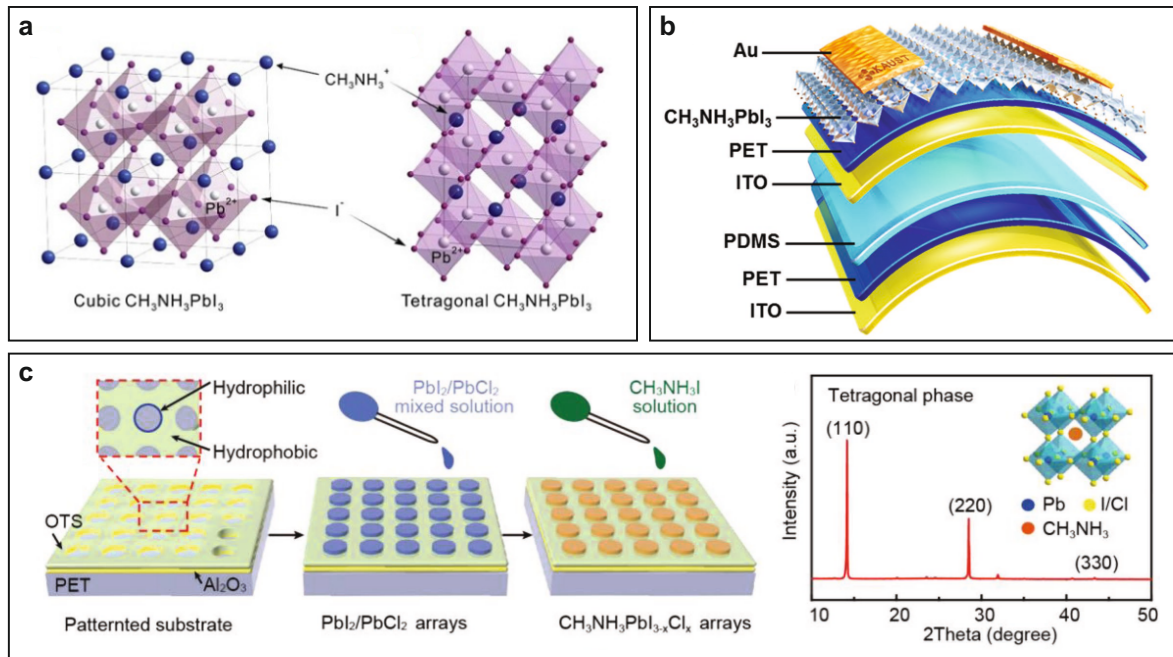 a
CH₃NH₃⁺
Pb²⁺
I⁻
Pb²⁺
Cubic CH₃NH₃PbI₃
Tetragonal CH₃NH₃PbI₃
b
Au
KAUST
CH₃NH₃PbI₃
PET
ITO
PDMS
PET
ITO
c
Hydrophilic
Hydrophobic
OTS
PET
Al₂O₃
Patternted substrate
PbI₂/PbCl₂
mixed solution
PbI₂/PbCl₂ arrays
CH₃NH₃I
solution
CH₃NH₃PbI₃₋ₓClₓ arrays
Tetragonal phase
(110)
(220)
(330)
Pb
I/Cl
CH₃NH₃
Intensity (a.u.)
10 20 30 40 50
2Theta (degree)